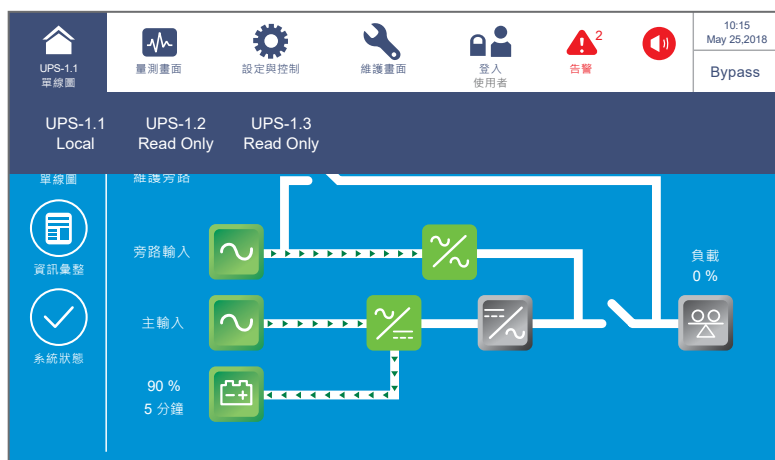 UPS-1.1
單線圖
量測畫面
設定與控制
維護畫面
登入
使用者
2
告警
10:15
May 25,2018
Bypass
UPS-1.1
Local
UPS-1.2
Read Only
UPS-1.3
Read Only
單線圖
維護旁路
資訊彙整
系統狀態
旁路輸入
主輸入
90 %
5 分鐘
負載
0 %